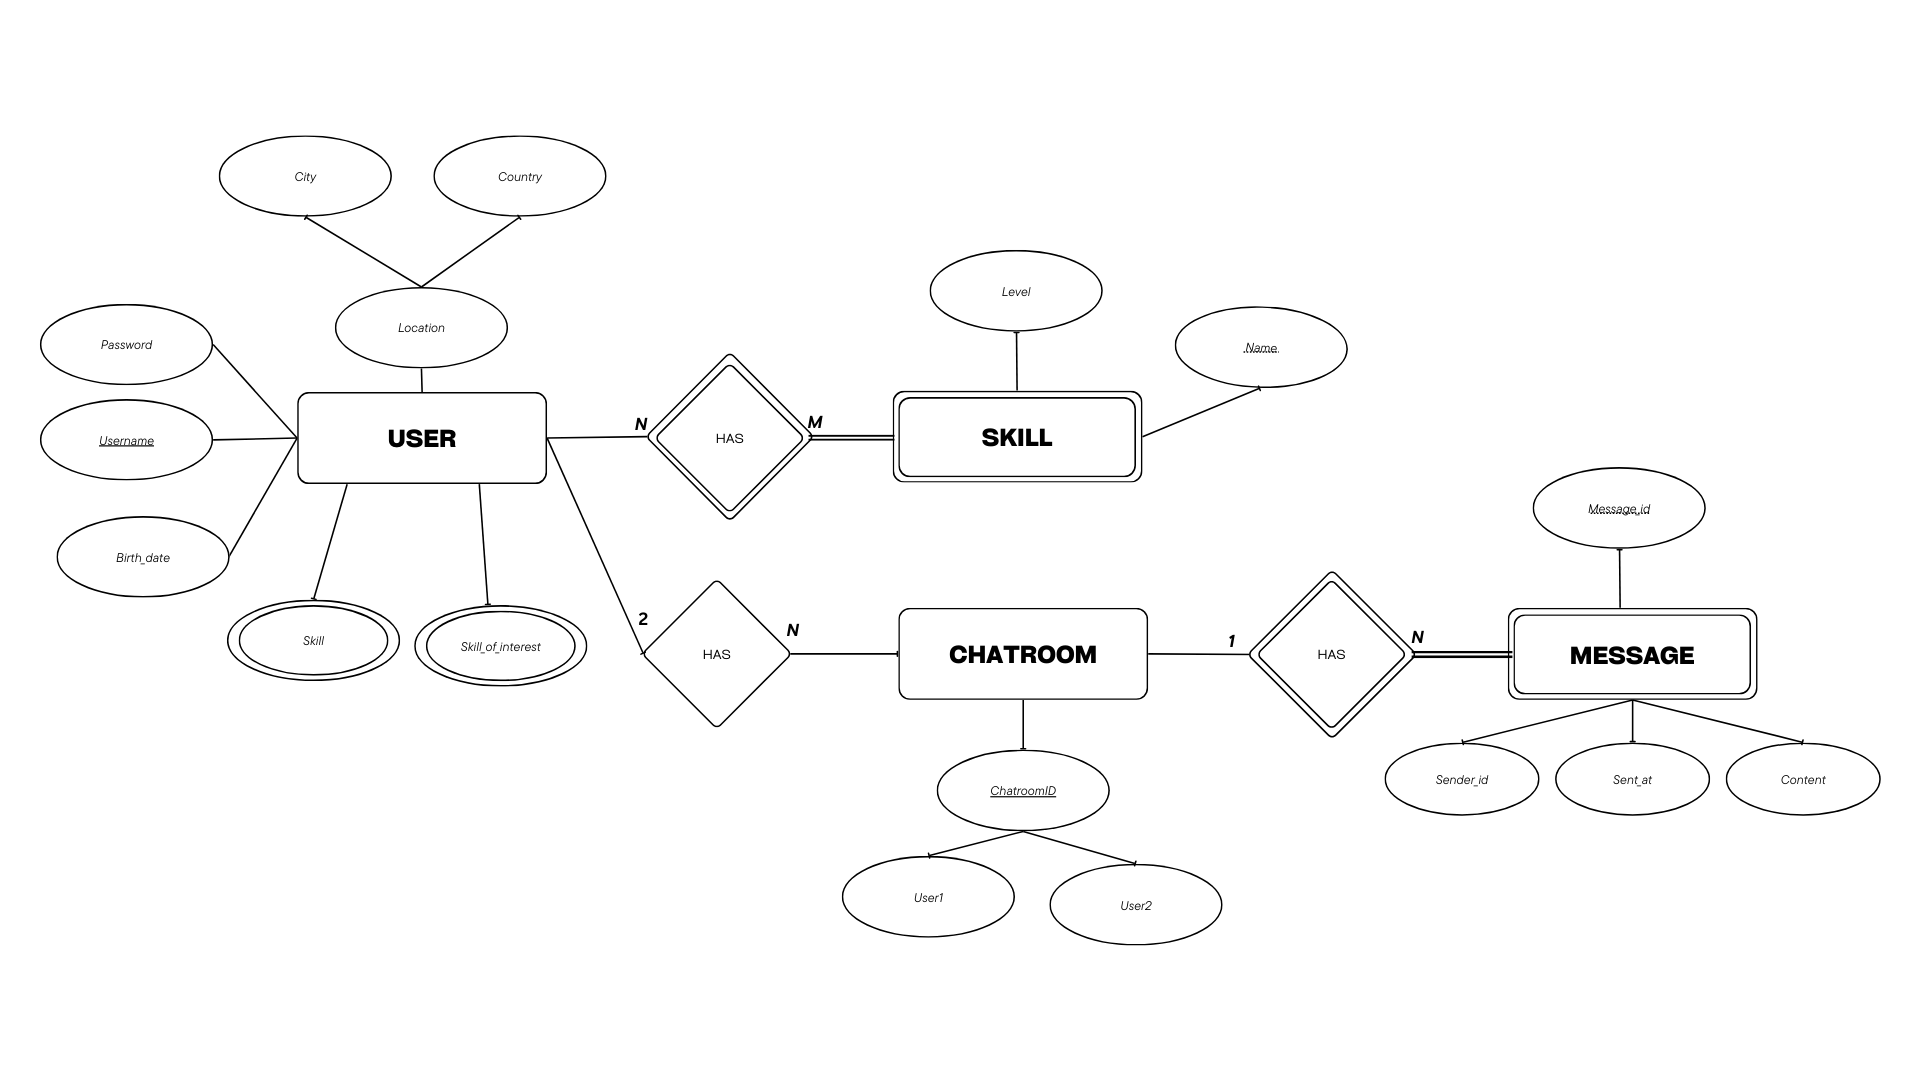 City
Country
Level
Location
Password
Name
Username
USER
N
HAS
M
SKILL
Message_id
Birth_date
2
N
1
N
Skill
Skill_of_interest
HAS
CHATROOM
HAS
MESSAGE
Sender_id
Sent_at
Content
ChatroomID
User1
User2